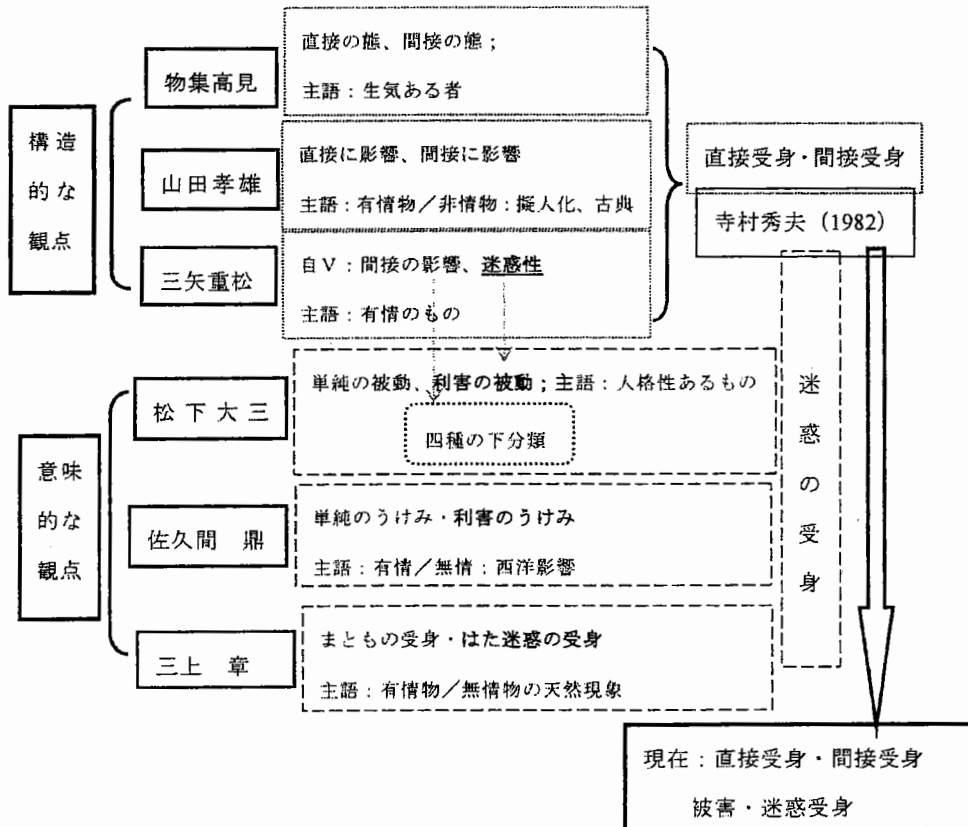 構造
的な
観点
物集高見
直接の態、間接の態；
主語：生気ある者
山田孝雄
直接に影響、間接に影響
主語：有情物／非情物：擬人化、古典
三矢重松
自V：間接の影響、迷惑性
主語：有情のもの
直接受身・間接受身
寺村秀夫（1982）
意味
的な
観点
松下大三
単純の被動、利害の被動；主語：人格性あるもの
四種の下分類
佐久間　鼎
単純のうけみ・利害のうけみ
主語：有情／無情：西洋影響
三上　章
まともの受身・はた迷惑の受身
主語：有情物／無情物の天然現象
迷惑の受身
現在：直接受身・間接受身
被害・迷惑受身